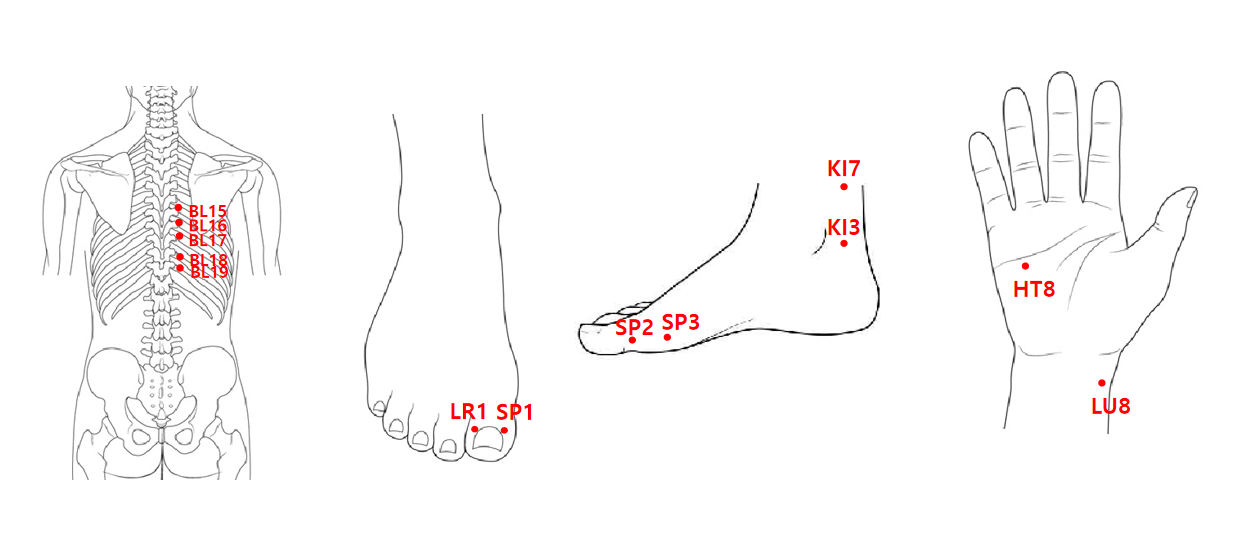 BL15
BL16
BL17
BL18
BL19
LR1
SP1
SP2
SP3
KI7
KI3
HT8
LU8